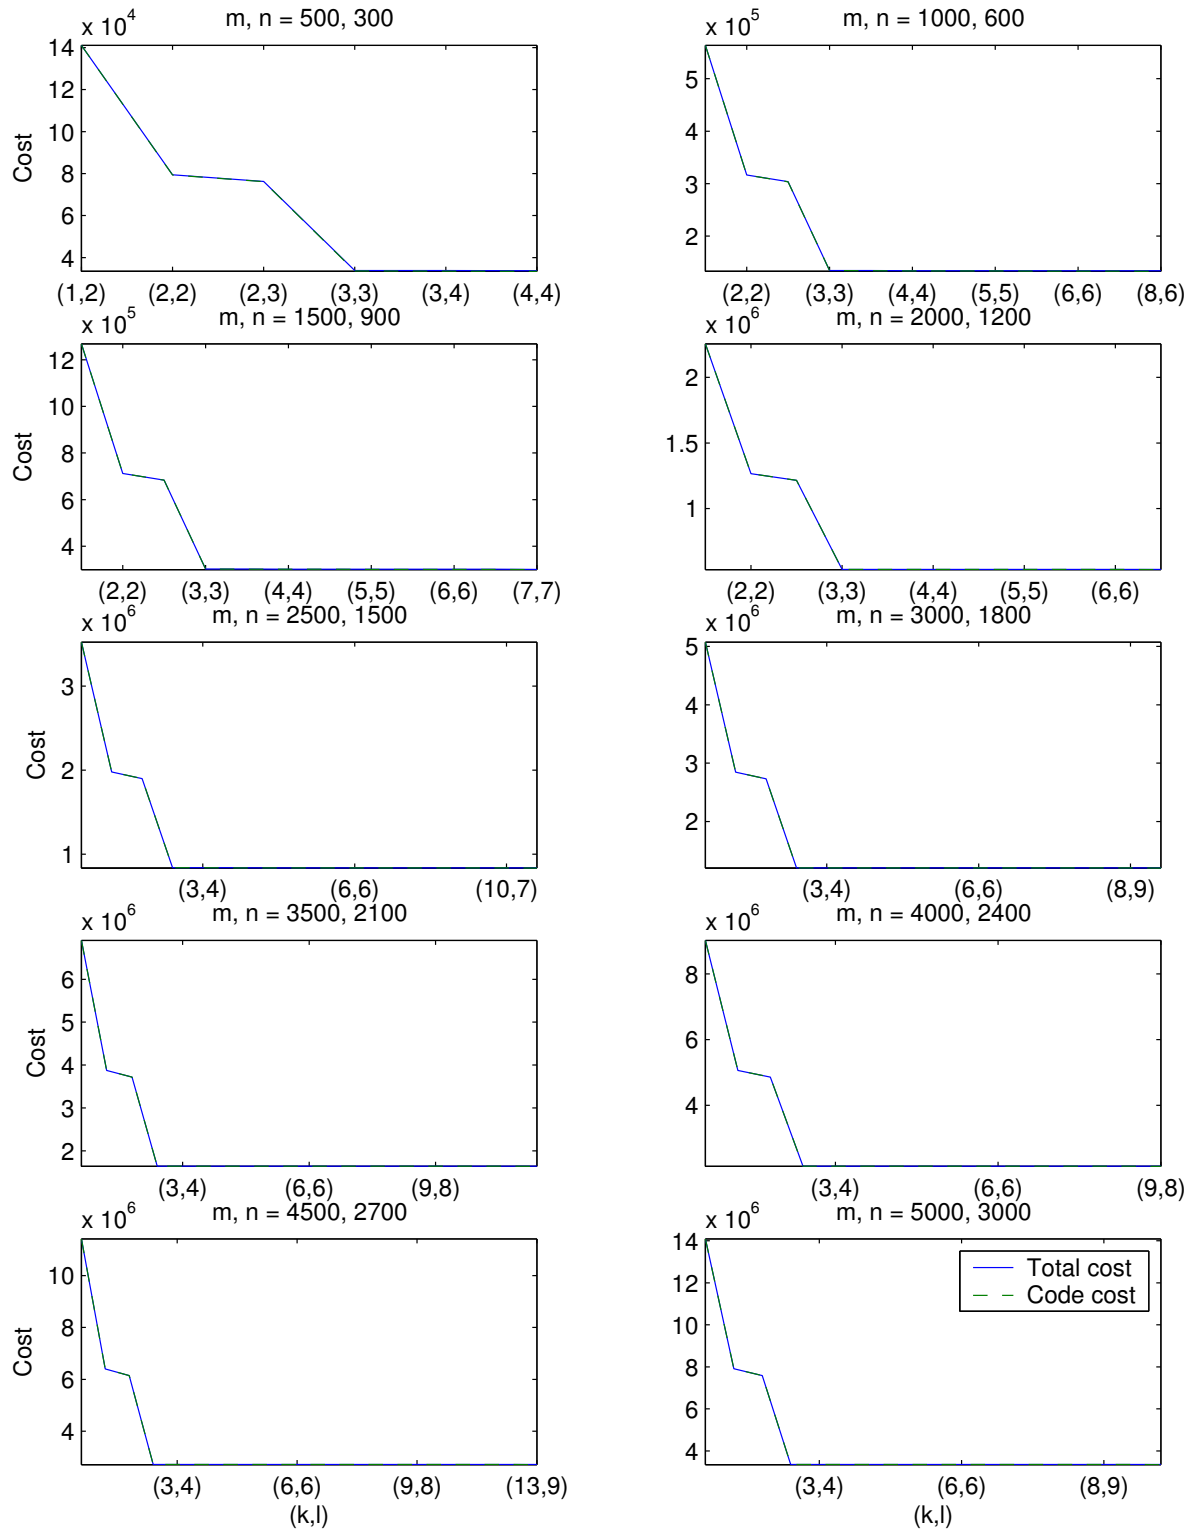 x 10^4
m, n = 500, 300
14
12
10
8
6
4
Cost
(1,2) (2,2) (2,3) (3,3) (3,4) (4,4)
x 10^5
m, n = 1000, 600
5
4
3
2
(2,2) (3,3) (4,4) (5,5) (6,6) (8,6)
x 10^5
m, n = 1500, 900
12
10
8
6
4
Cost
(2,2) (3,3) (4,4) (5,5) (6,6) (7,7)
x 10^6
m, n = 2000, 1200
2
1.5
1
(2,2) (3,3) (4,4) (5,5) (6,6)
x 10^6
m, n = 2500, 1500
3
2
1
Cost
(3,4) (6,6) (10,7)
x 10^6
m, n = 3000, 1800
5
4
3
2
(3,4) (6,6) (8,9)
x 10^6
m, n = 3500, 2100
6
5
4
3
2
Cost
(3,4) (6,6) (9,8)
x 10^6
m, n = 4000, 2400
8
6
4
(3,4) (6,6) (9,8)
x 10^6
m, n = 4500, 2700
10
8
6
4
Cost
(3,4) (6,6) (9,8) (13,9)
(k,l)
x 10^6
m, n = 5000, 3000
14
12
10
8
6
4
Total cost
Code cost
(3,4) (6,6) (8,9)
(k,l)